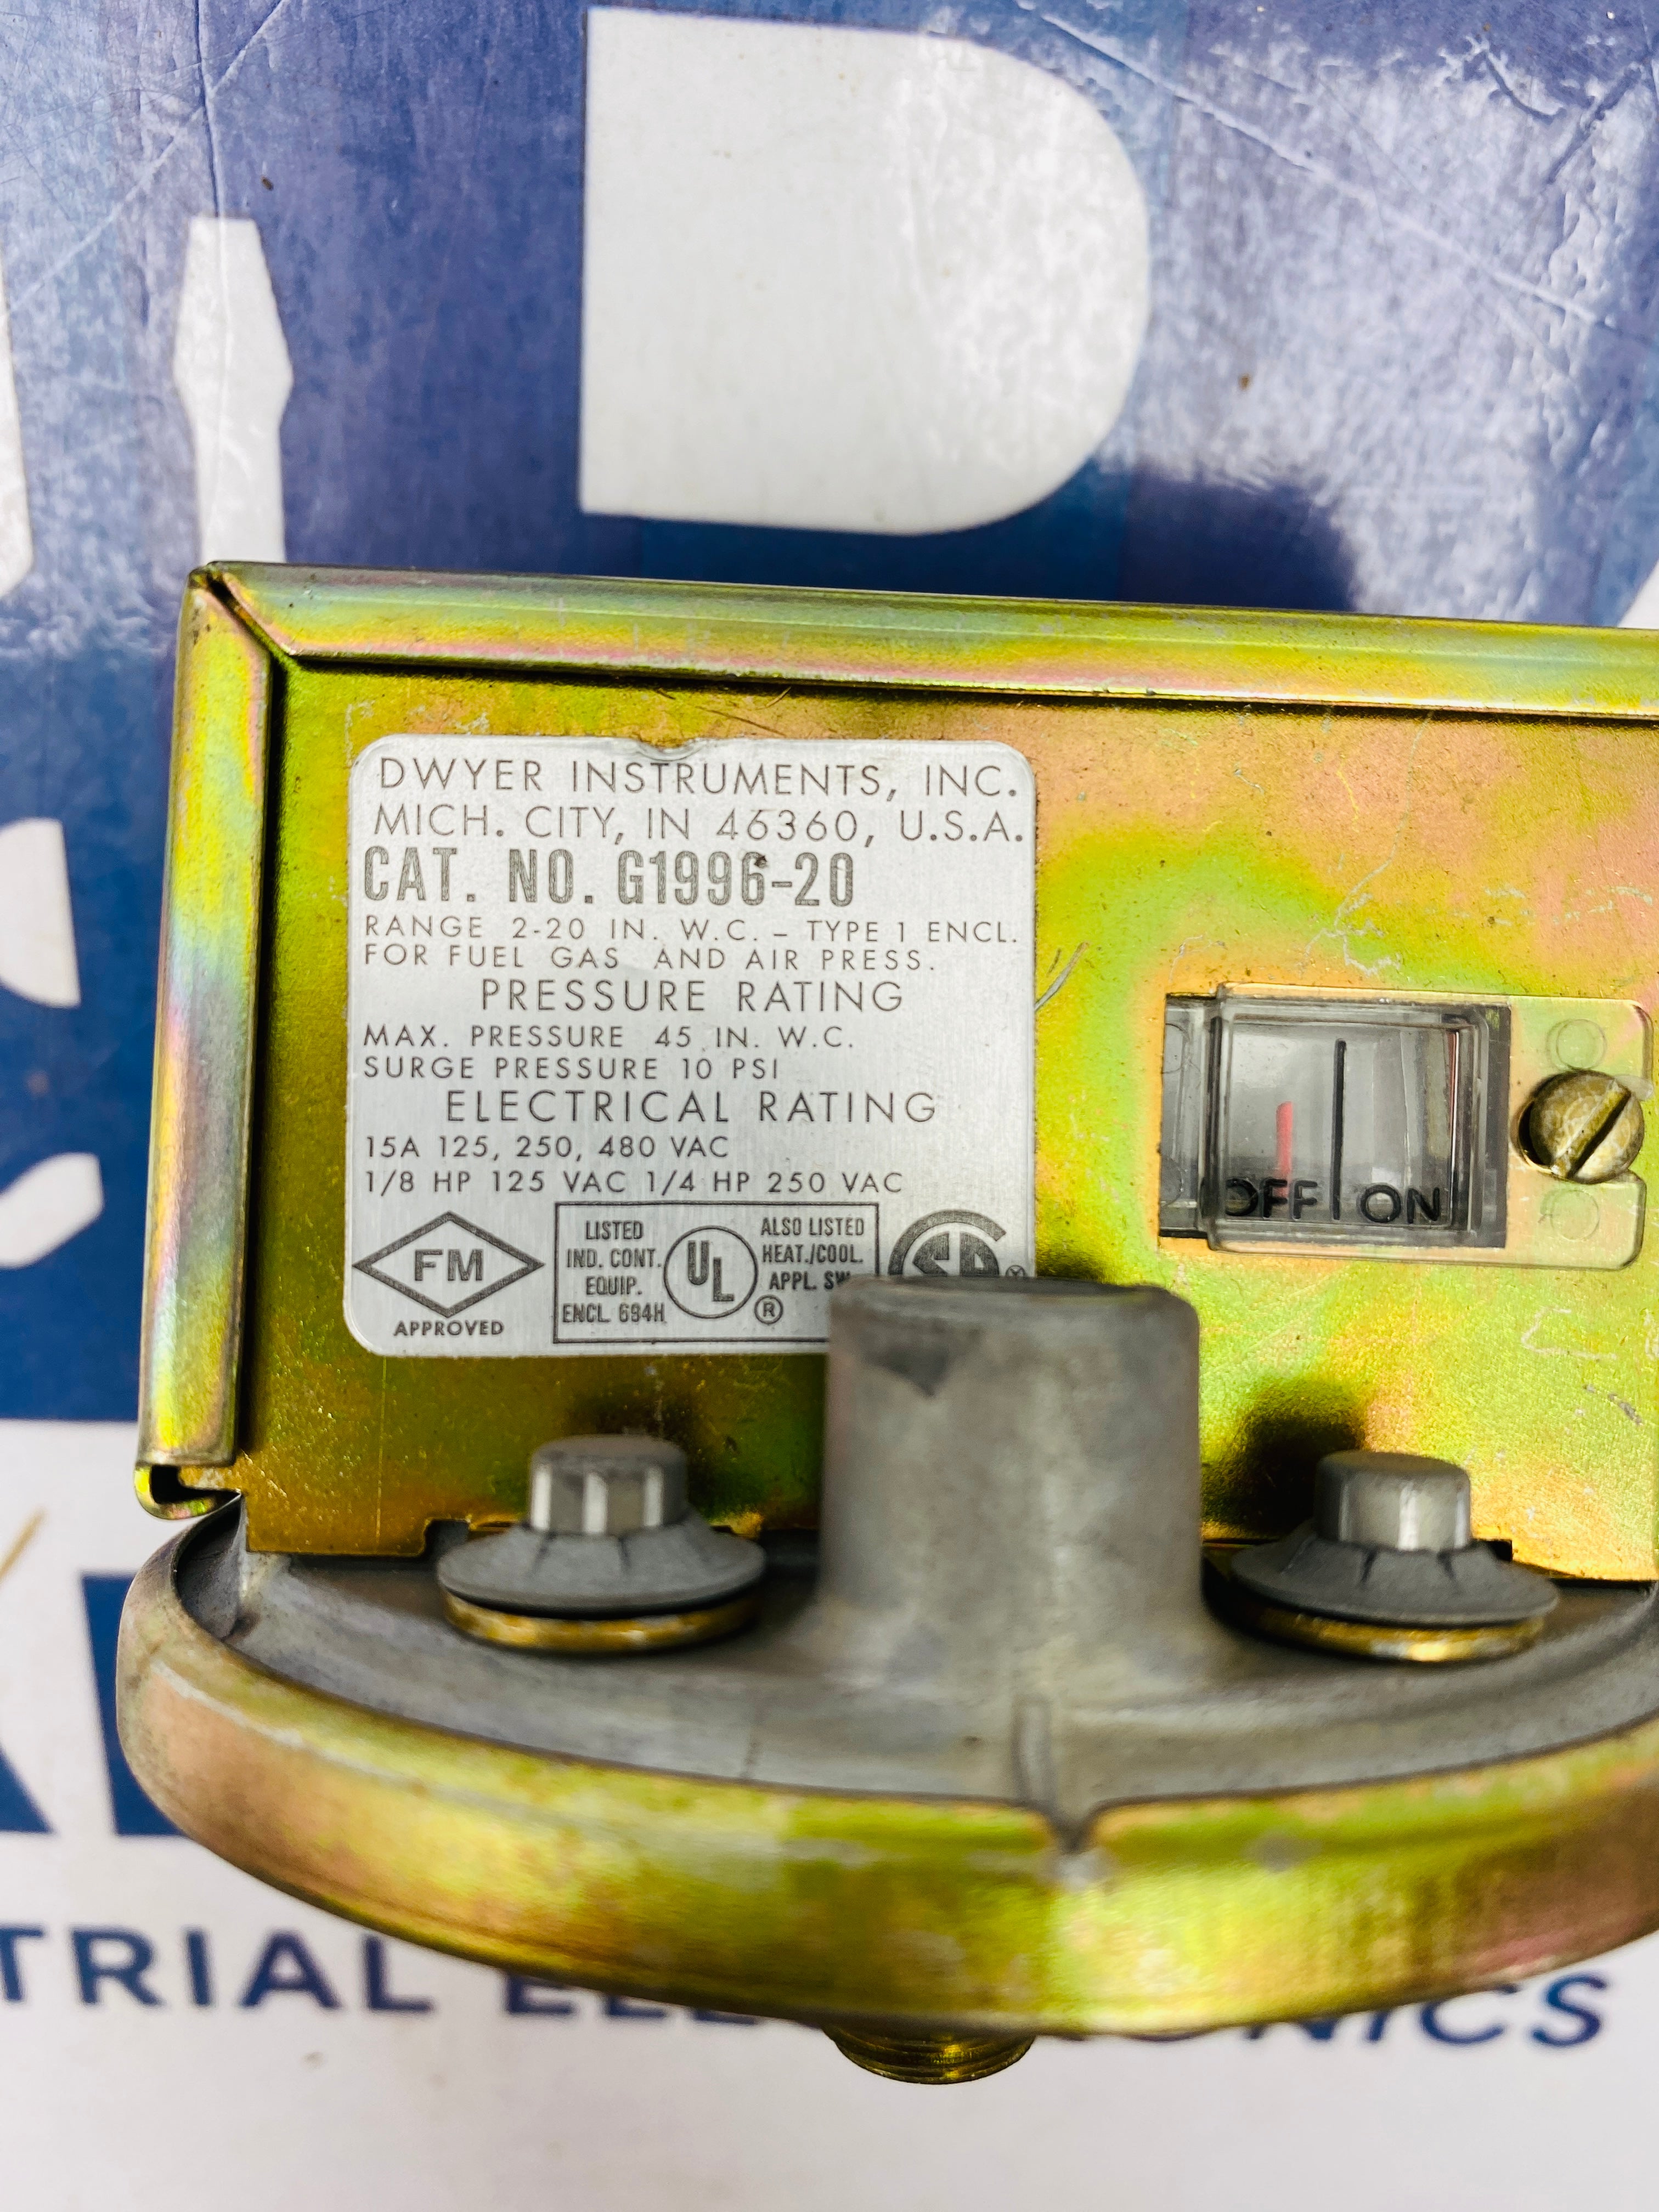 DWYER INSTRUMENTS, INC.
MICH. CITY, IN 46360, U.S.A.
CAT. NO. G1996-20
RANGE 2-20 IN. W.C. – TYPE 1 ENCL.
FOR FUEL GAS AND AIR PRESS.
PRESSURE RATING
MAX. PRESSURE 45 IN. W.C.
SURGE PRESSURE 10 PSI
ELECTRICAL RATING
15A 125, 250, 480 VAC
1/8 HP 125 VAC 1/4 HP 250 VAC
FM
APPROVED
LISTED
IND. CONT.
EQUIP.
ENCL. 694H
UL
®
ALSO LISTED
HEAT./COOL.
APPL. SW
OFF ON